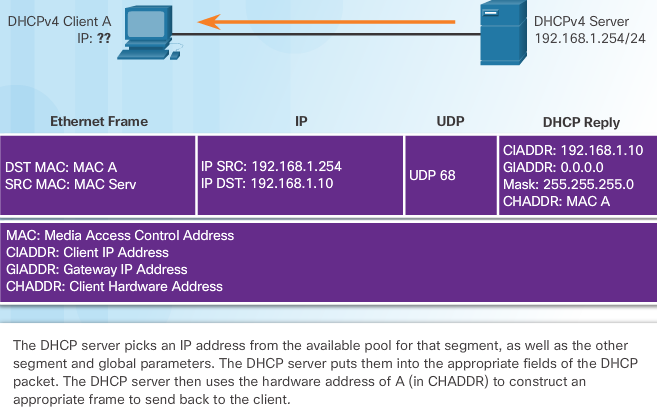 DHCPv4 Client A
IP: ??
DHCPv4 Server
192.168.1.254/24
Ethernet Frame
IP
UDP
DHCP Reply
DST MAC: MAC A
SRC MAC: MAC Serv
IP SRC: 192.168.1.254
IP DST: 192.168.1.10
UDP 68
CIADDR: 192.168.1.10
GIADDR: 0.0.0.0
Mask: 255.255.255.0
CHADDR: MAC A
MAC: Media Access Control Address
CIADDR: Client IP Address
GIADDR: Gateway IP Address
CHADDR: Client Hardware Address
The DHCP server picks an IP address from the available pool for that segment, as well as the other
segment and global parameters. The DHCP server puts them into the appropriate fields of the DHCP
packet. The DHCP server then uses the hardware address of A (in CHADDR) to construct an
appropriate frame to send back to the client.